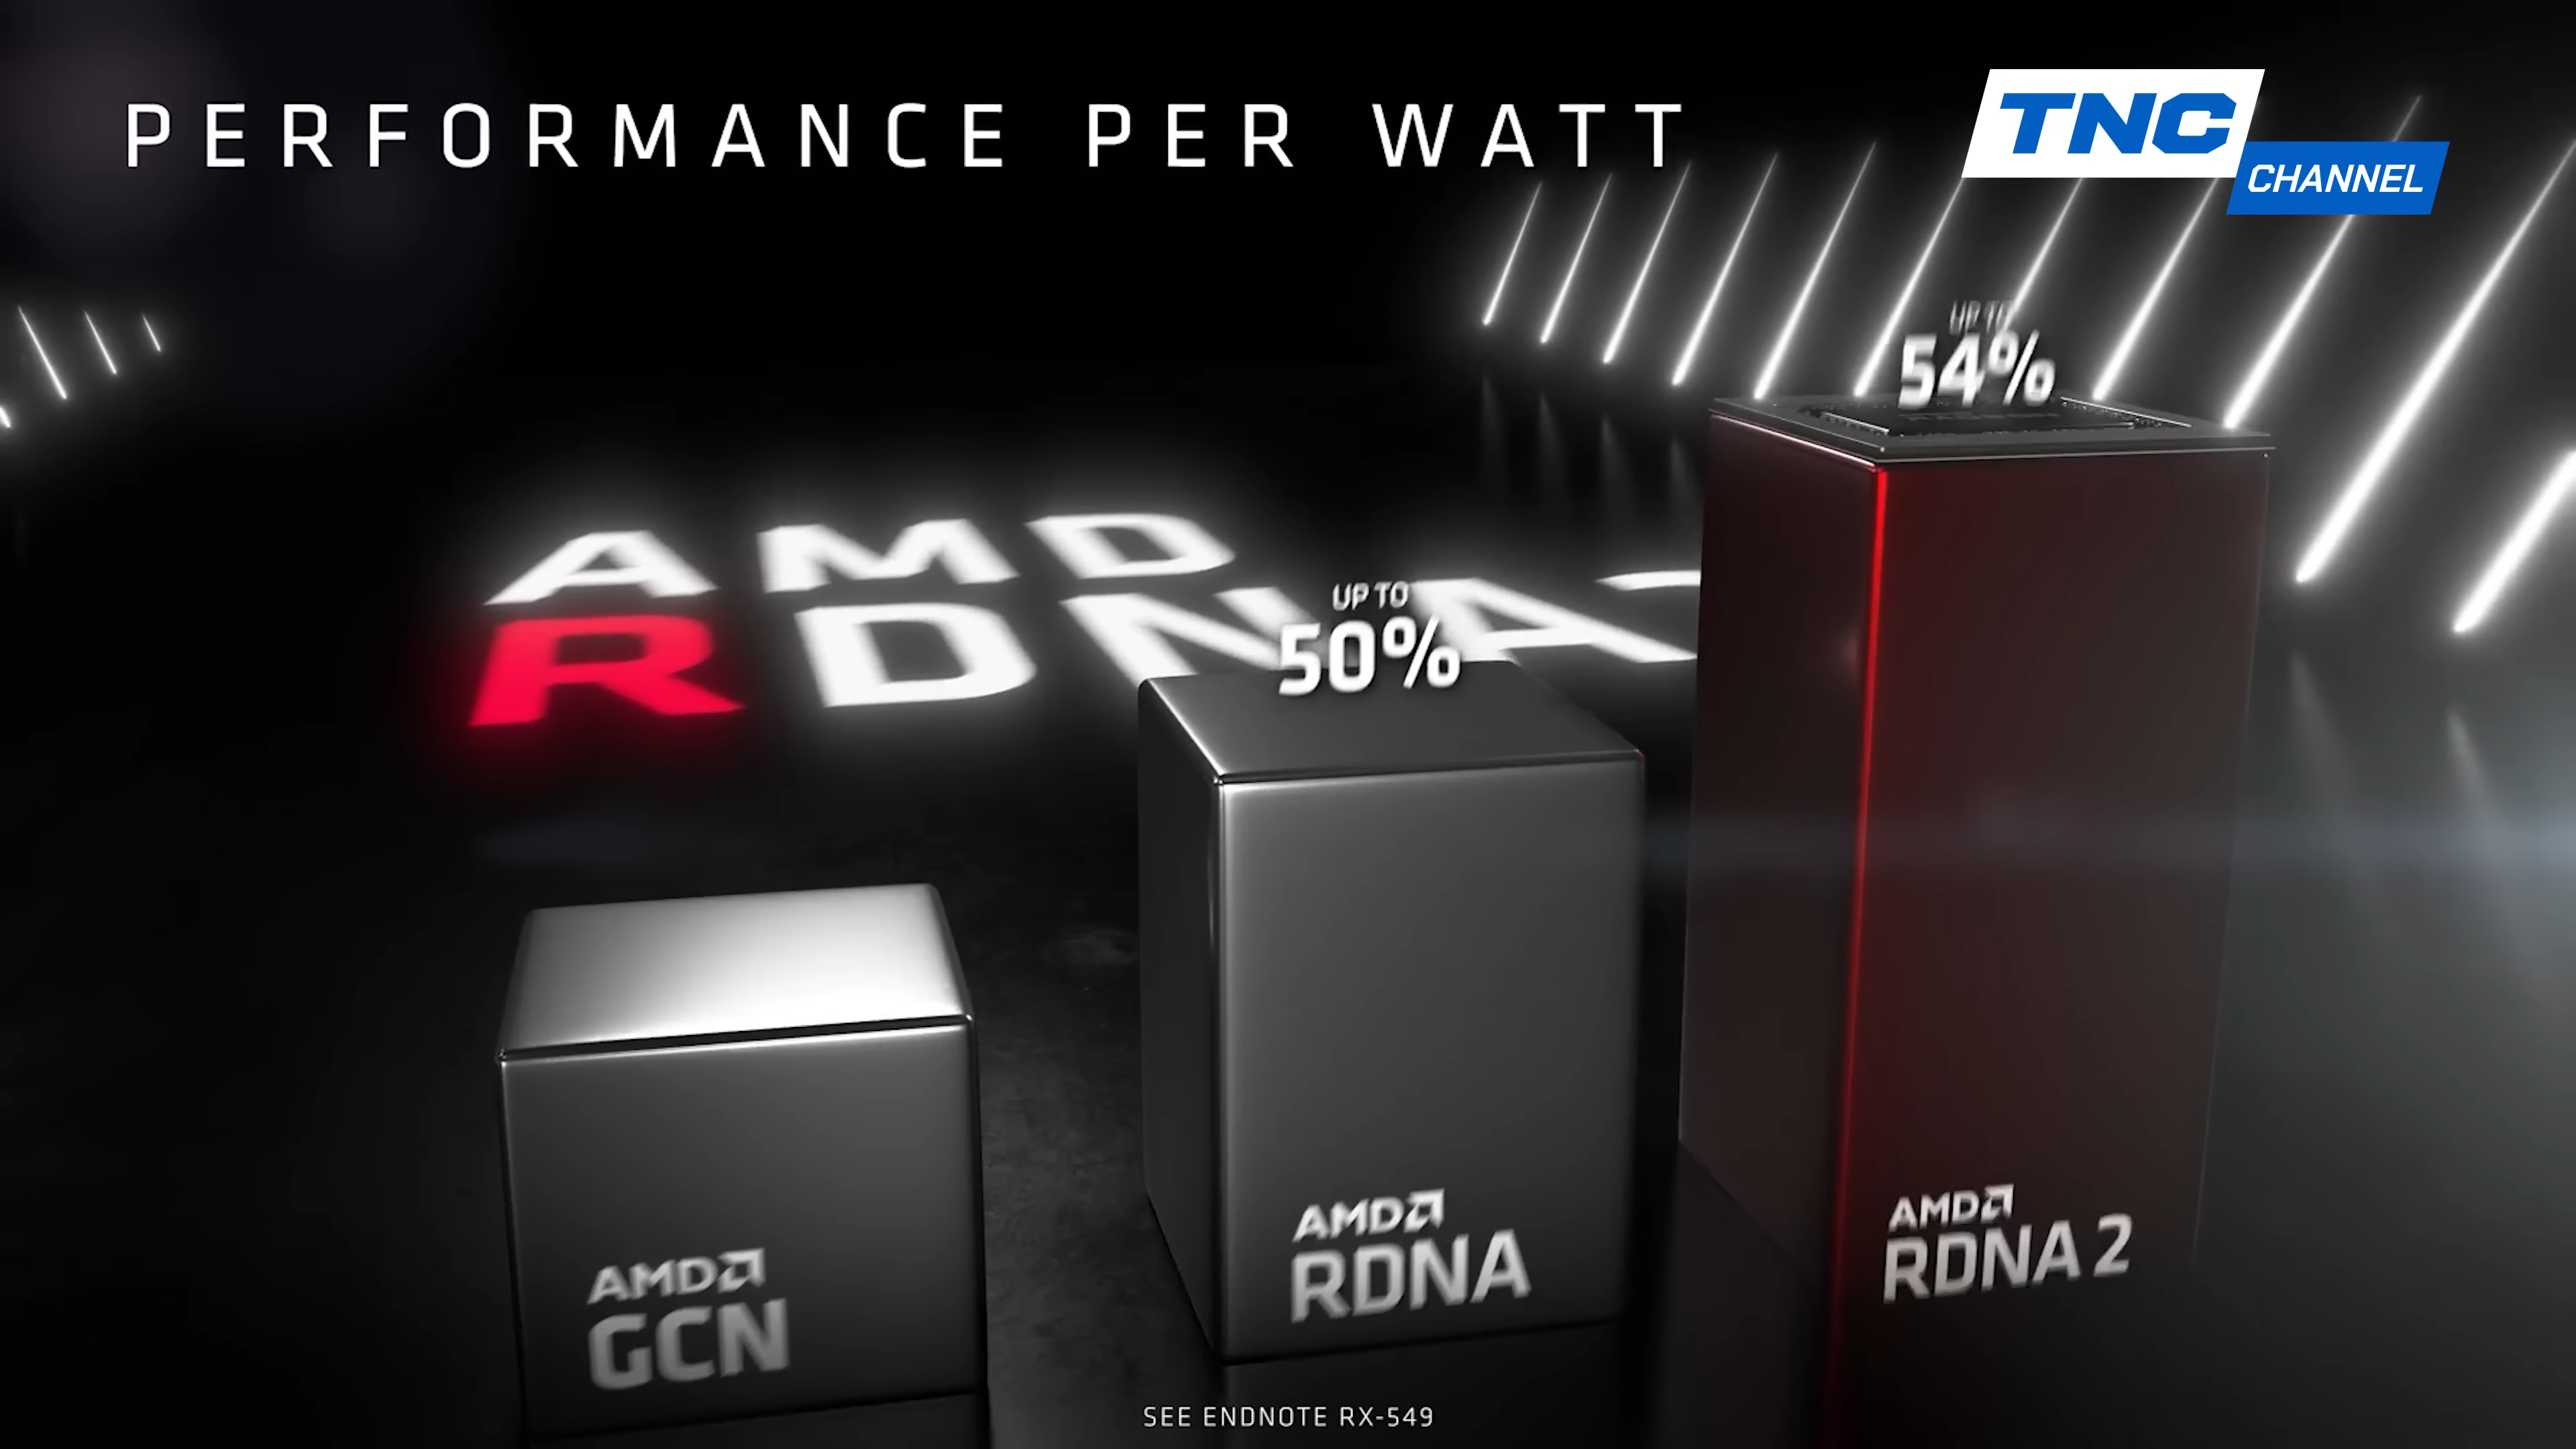 PERFORMANCE PER WATT
TNC
CHANNEL
UP TO
54%
AMD
RDNA
UP TO
50%
AMD
GCN
AMD
RDNA
AMD
RDNA 2
SEE ENDNOTE RX-549